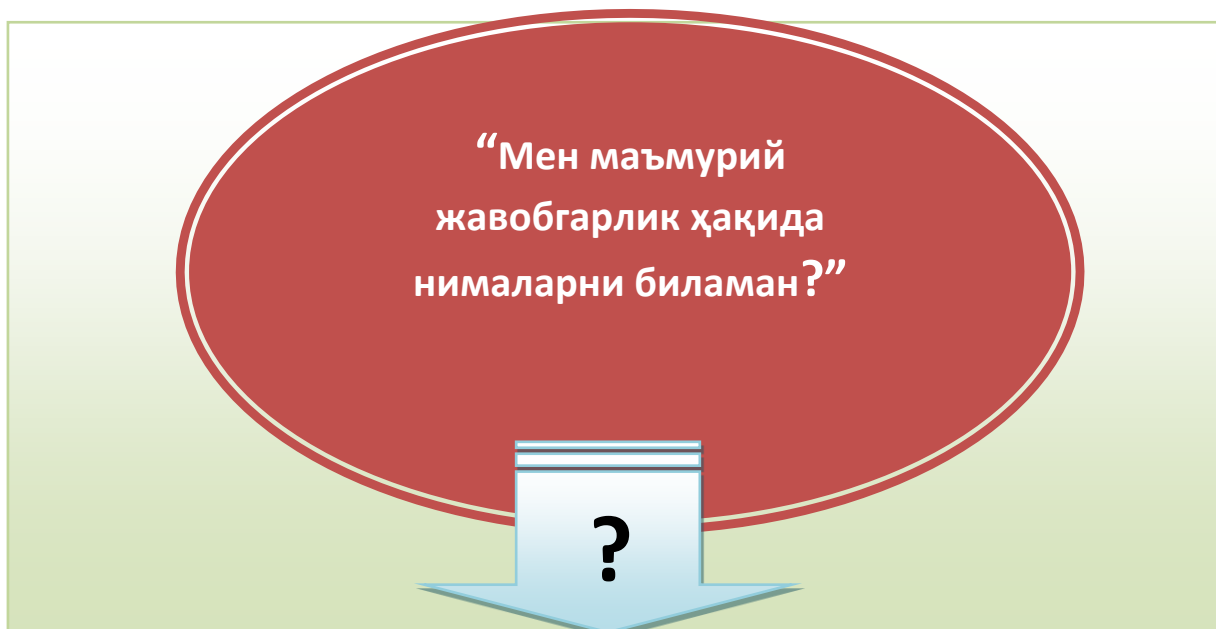 “Мен маъмурий
жавобгарлик ҳақида
нималарни биламан?”
?